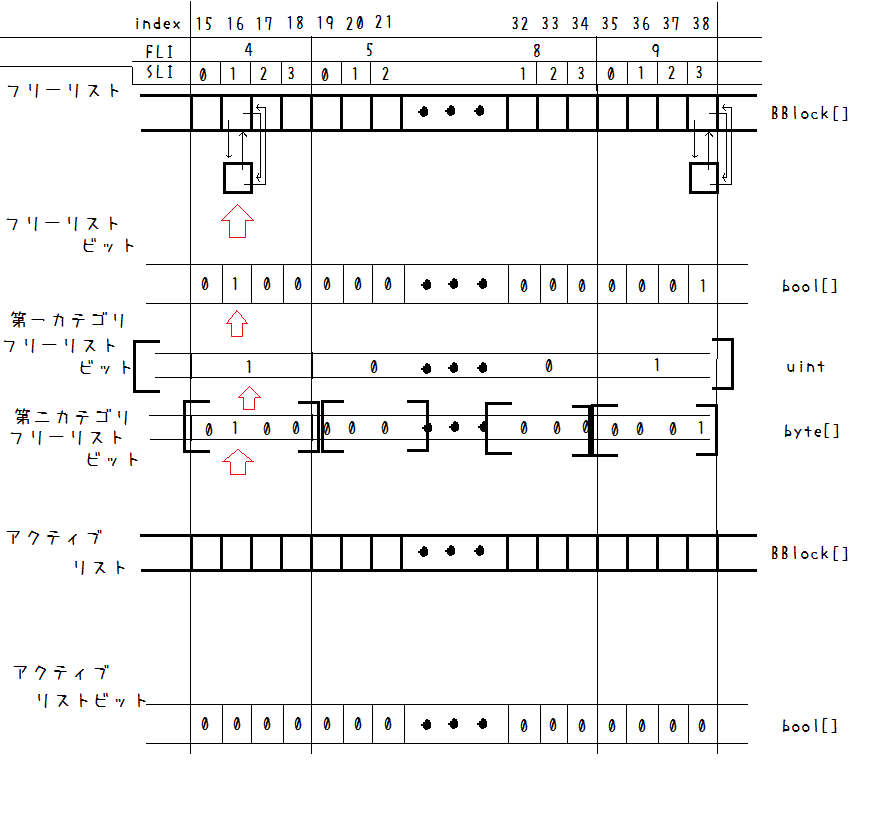 index 15 16 17 18 19 20 21 32 33 34 35 36 37 38
FLI 4 5 8 9
SLI 0 1 2 3 0 1 2 1 2 3 0 1 2 3
フリーリスト
BBlock[]
フリーリスト
ビット
0 1 0 0 0 0 0 0 0 0 0 0 0 1 bool[]
第一カテゴリ
フリーリスト
ビット 1 0 0 1 uint
第二カテゴリ
フリーリスト 0 1 0 0 0 0 0 0 0 0 0 0 0 1 byte[]
ビット
アクティブ
リスト BBlock[]
アクティブ
リストビット
0 0 0 0 0 0 0 0 0 0 0 0 0 0 bool[]